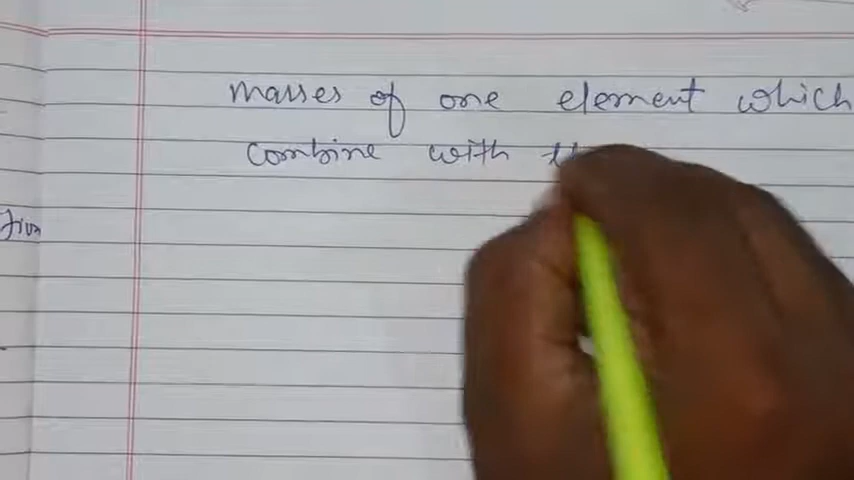 masses of one element which
combine with